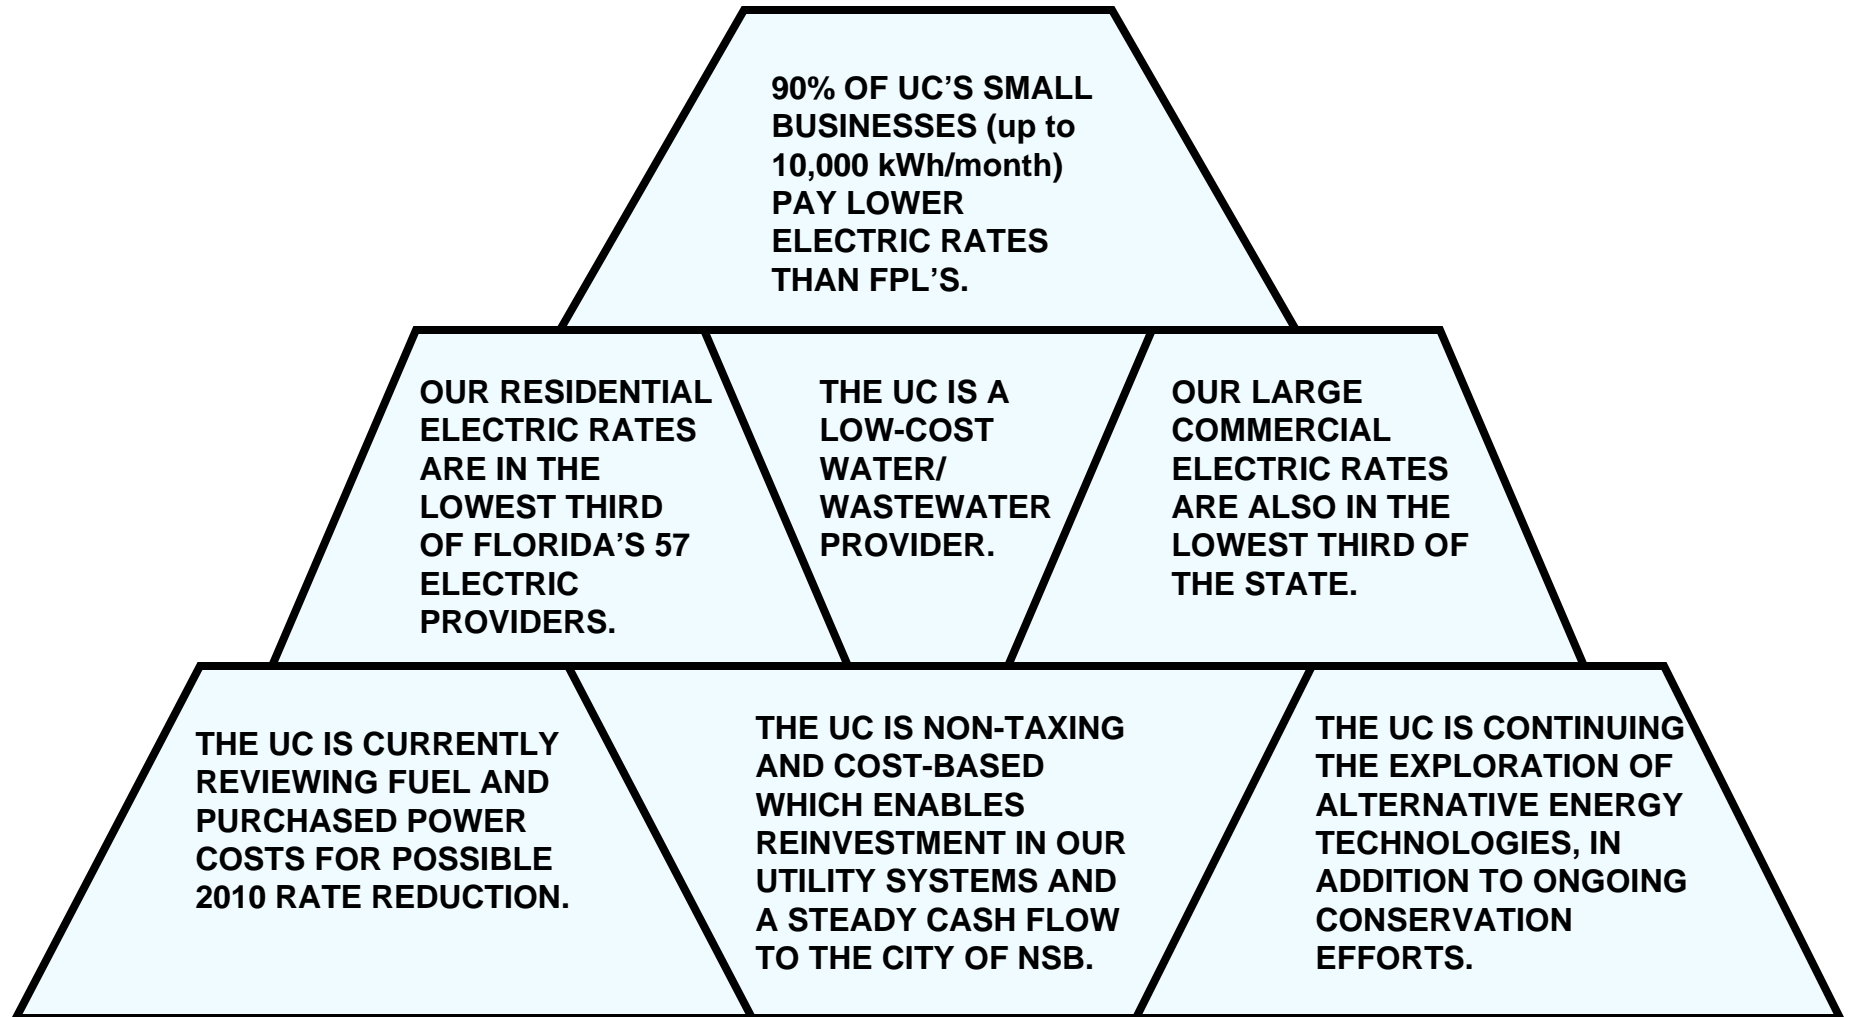 90% OF UC’S SMALL
BUSINESSES (up to
10,000 kWh/month)
PAY LOWER
ELECTRIC RATES
THAN FPL’S.
OUR RESIDENTIAL
ELECTRIC RATES
ARE IN THE
LOWEST THIRD
OF FLORIDA’S 57
ELECTRIC
PROVIDERS.
THE UC IS A
LOW-COST
WATER/
WASTEWATER
PROVIDER.
OUR LARGE
COMMERCIAL
ELECTRIC RATES
ARE ALSO IN THE
LOWEST THIRD OF
THE STATE.
THE UC IS CURRENTLY
REVIEWING FUEL AND
PURCHASED POWER
COSTS FOR POSSIBLE
2010 RATE REDUCTION.
THE UC IS NON-TAXING
AND COST-BASED
WHICH ENABLES
REINVESTMENT IN OUR
UTILITY SYSTEMS AND
A STEADY CASH FLOW
TO THE CITY OF NSB.
THE UC IS CONTINUING
THE EXPLORATION OF
ALTERNATIVE ENERGY
TECHNOLOGIES, IN
ADDITION TO ONGOING
CONSERVATION
EFFORTS.